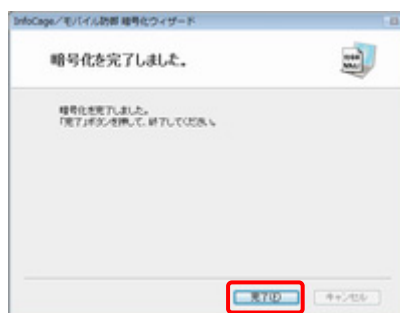 InfoCage／モバイル防御 暗号化ウィザード
暗号化を完了しました。
暗号化を完了しました。
「完了」ボタンを押して、終了してください。
完了(F)
キャンセル